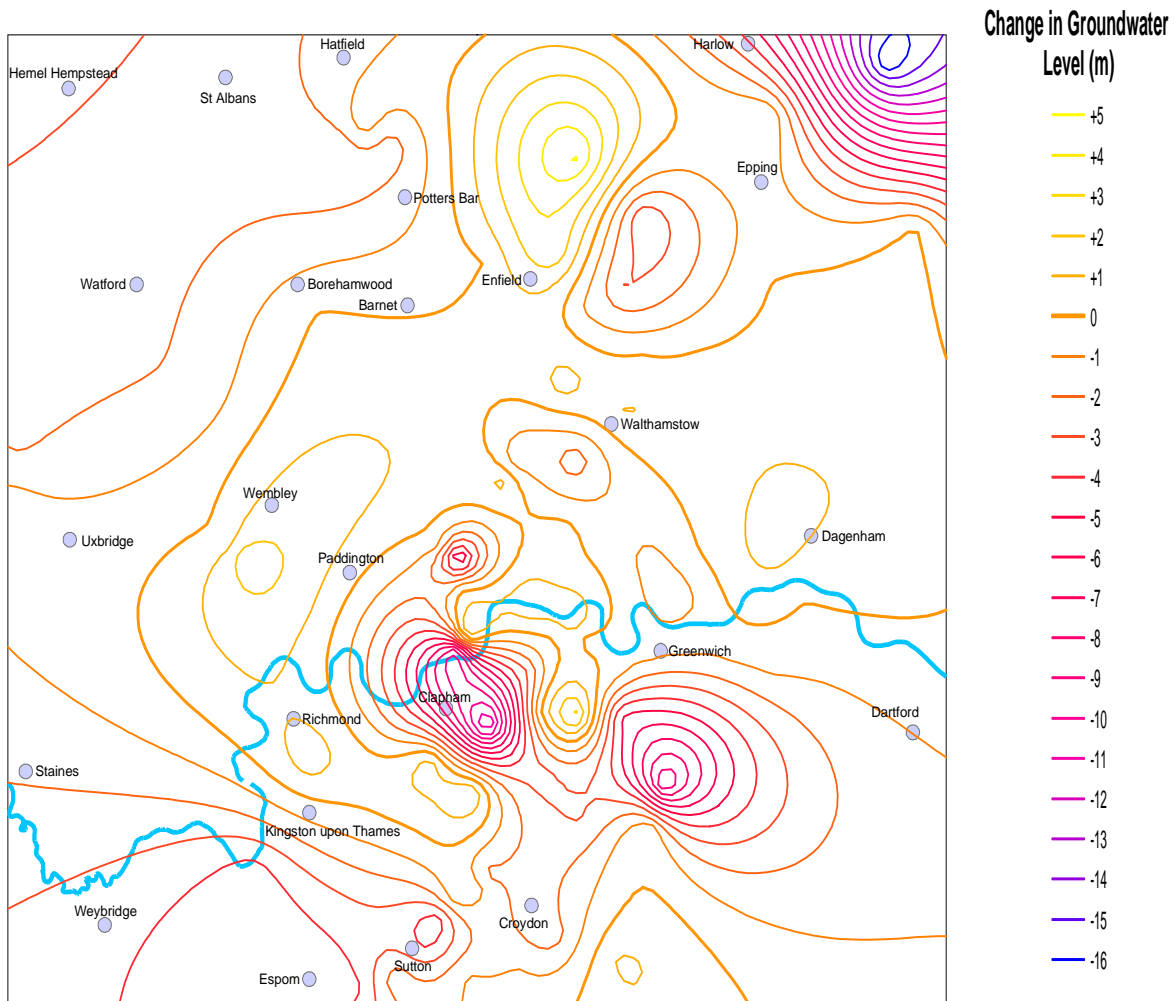 Change in Groundwater
Level (m)
+5
+4
+3
+2
+1
0
-1
-2
-3
-4
-5
-6
-7
-8
-9
-10
-11
-12
-13
-14
-15
-16
Hatfield
Harlow
Hemel Hempstead
St Albans
Epping
Potters Bar
Watford
Borehamwood
Enfield
Barnet
Walthamstow
Wembley
Uxbridge
Dagenham
Paddington
Greenwich
Clapham
Richmond
Dartford
Staines
Kingston upon Thames
Weybridge
Croydon
Sutton
Espom